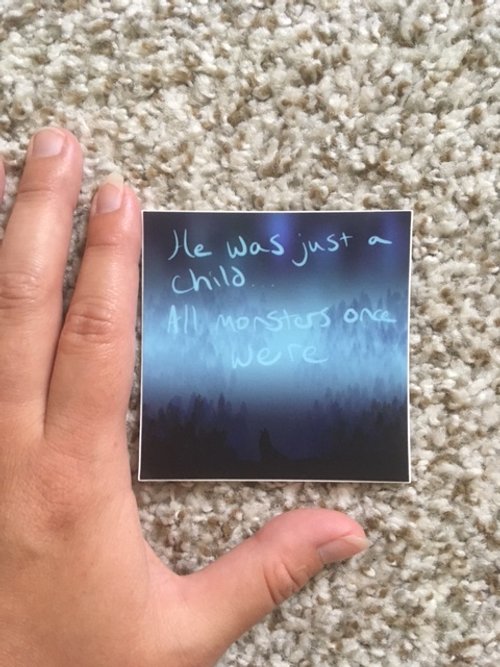 He was just a
child...
All monsters once
were